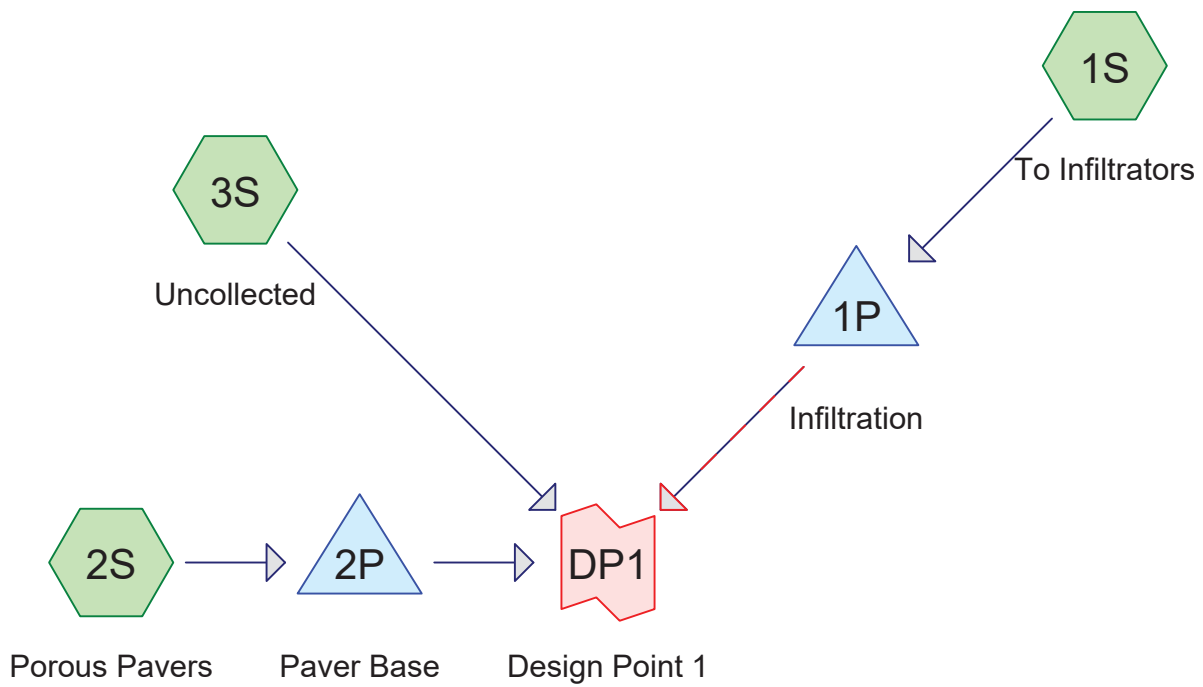 1S
To Infiltrators
3S
Uncollected
1P
Infiltration
2S
2P
DP1
Porous Pavers
Paver Base
Design Point 1